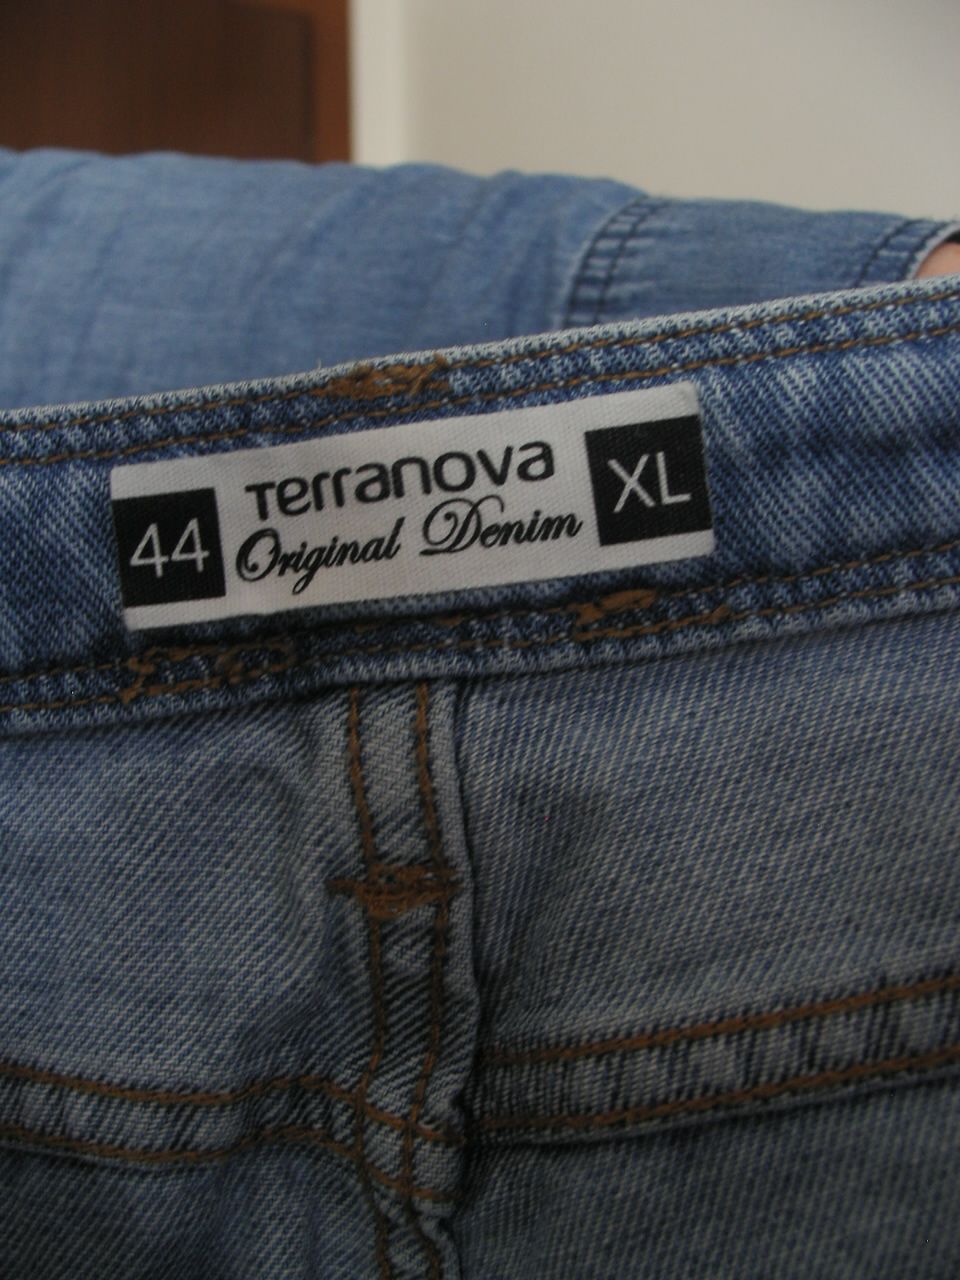 44
Terranova
Original Denim
XL